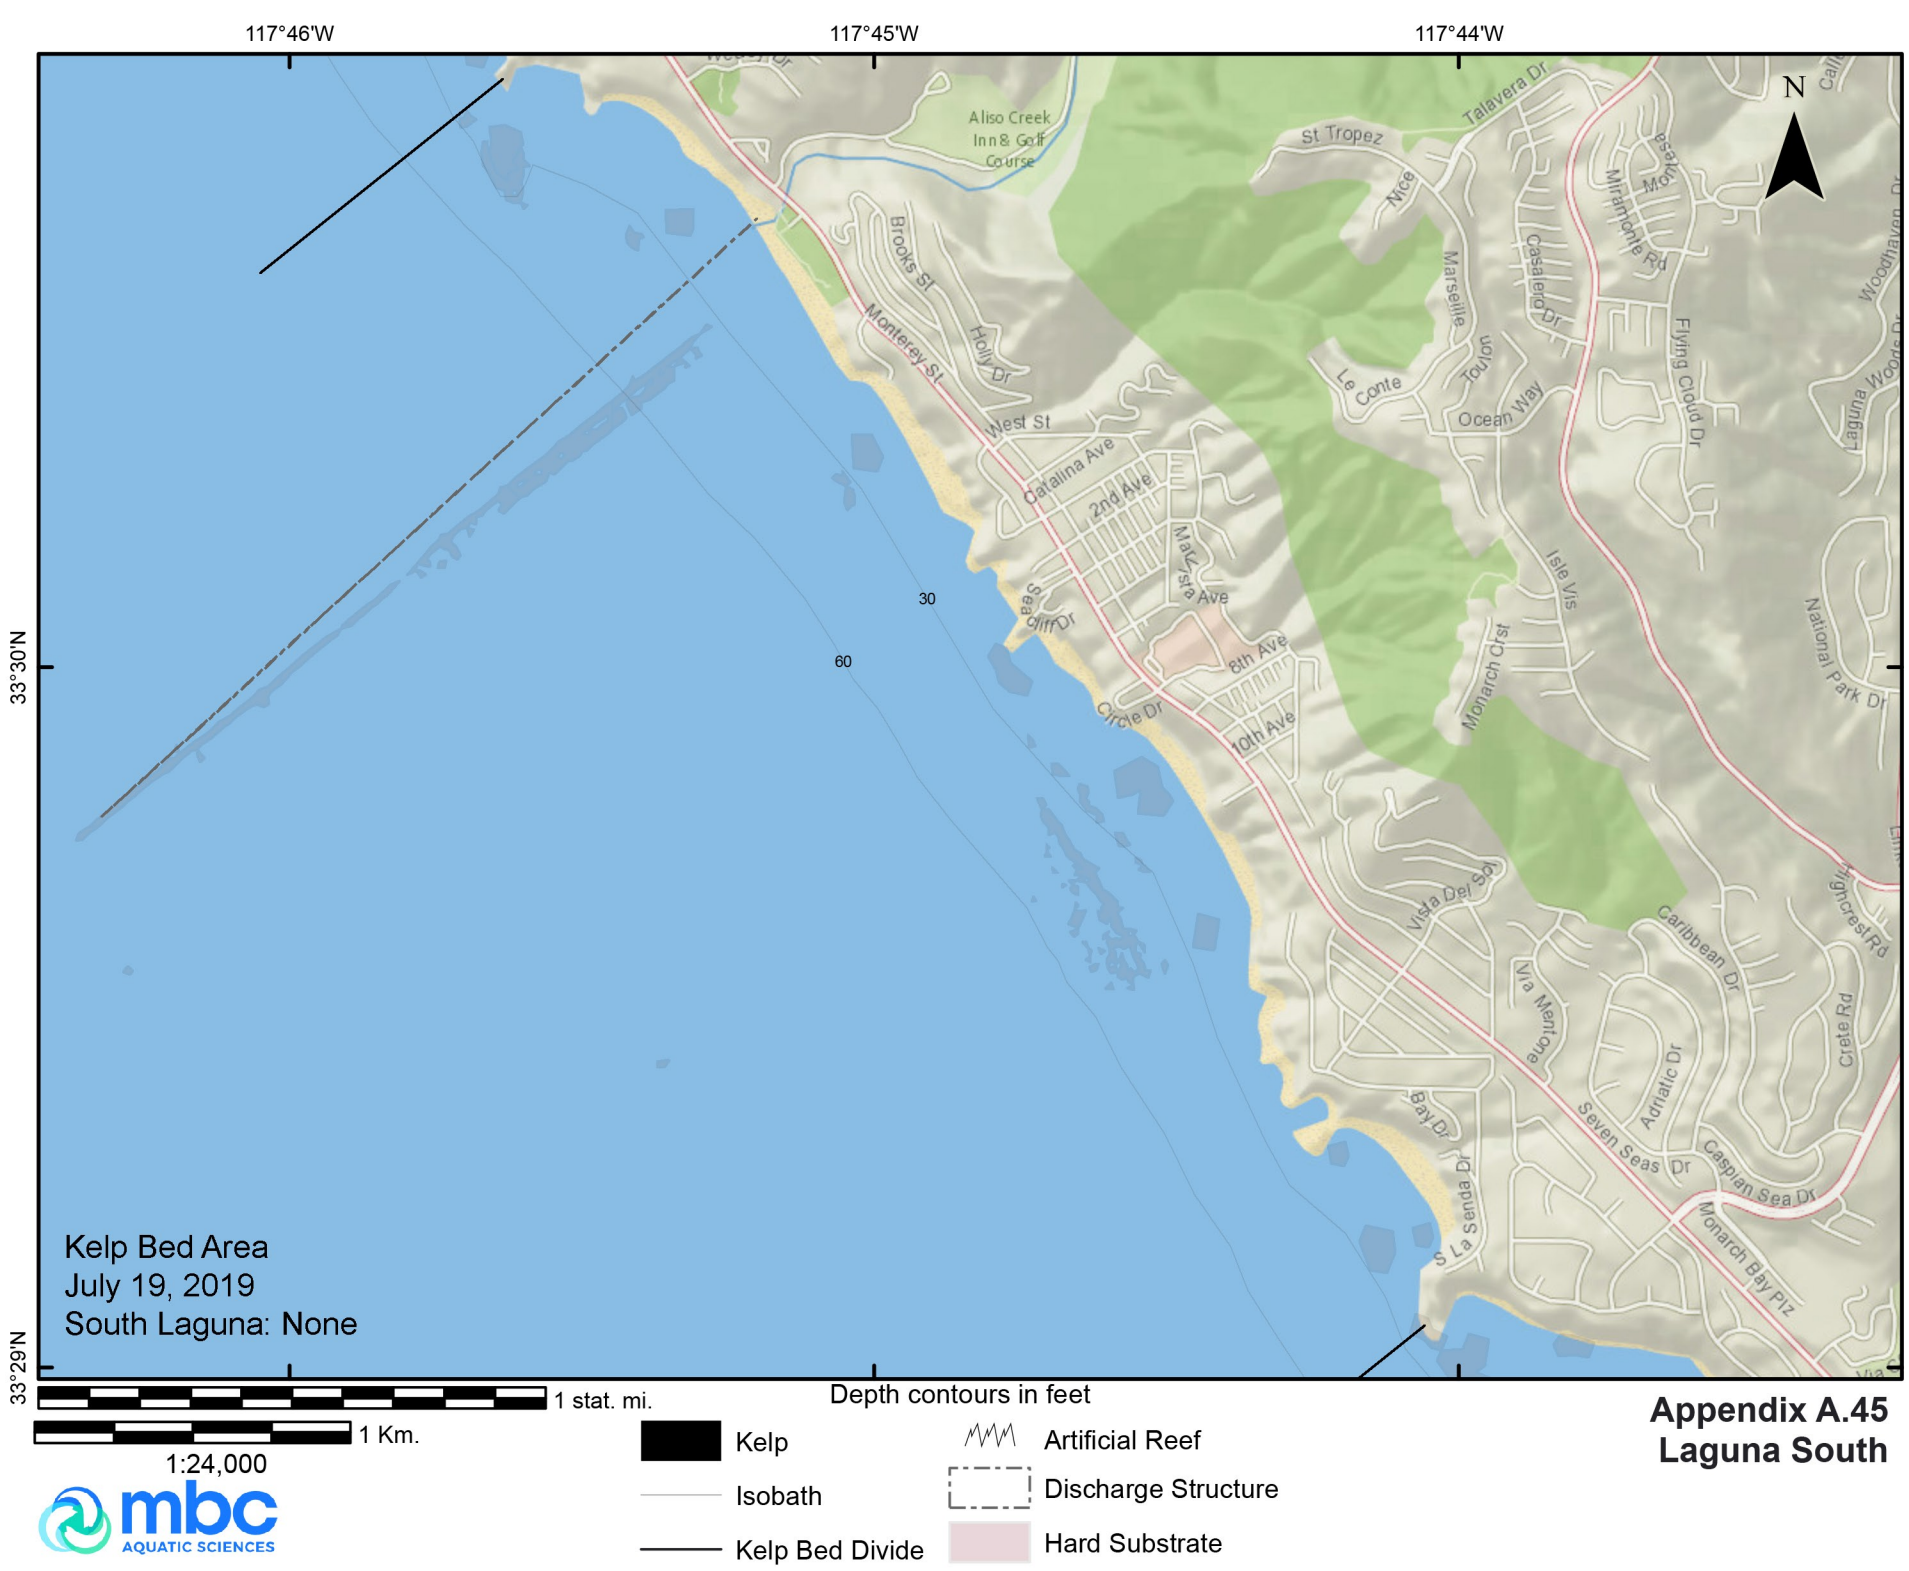 117°46'W
117°45'W
117°44'W
N
Aliso Creek
Inn & Golf
Course
St Tropez
Talavera Dr
Nice
Montesa
Miramonte Rd
Woodhaven Dr
Brooks St
Marseille
Casalero Dr
Monterey St
Holly Dr
Toulou
Flying Cloud Dr
Le Conte
Ocean Way
Laguna Woods Dr
West St
Catalina Ave
2nd Ave
Isle Vis
Sea Cliff Dr
Ave
30
60
8th Ave
Monarch Crst
National Park Dr
Circle Dr
10th Ave
33°30'N
Vista Del Sol
Caribbean Dr
Highcrest Rd
Via Mentone
Crete Rd
Adriatic Dr
Bay Dr
Seven Seas Dr
Caspian Sea Dr
S La Senda Dr
Monarch Bay Plz
Kelp Bed Area
July 19, 2019
South Laguna: None
33°29'N
1 stat. mi.
1 Km.
1:24,000
mbc
AQUATIC SCIENCES
Depth contours in feet
Kelp
Isobath
Kelp Bed Divide
Artificial Reef
Discharge Structure
Hard Substrate
Appendix A.45
Laguna South